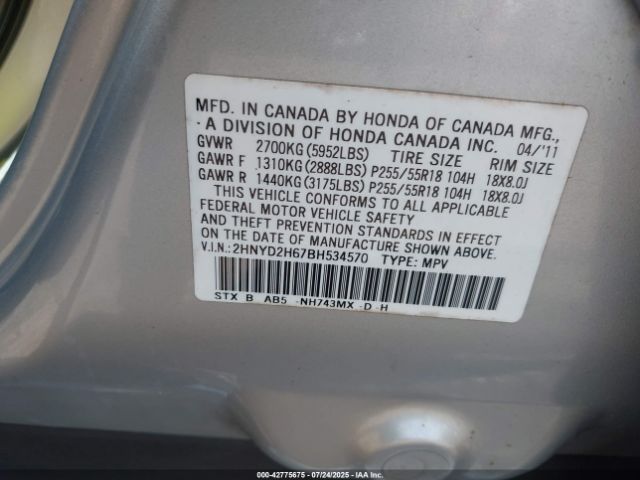 MFD. IN CANADA BY HONDA OF CANADA MFG.,
A DIVISION OF HONDA CANADA INC. 04/'11
GVWR 2700KG(5952LBS) TIRE SIZE RIM SIZE
GAWR F 1310KG(2888LBS) P255/55R18 104H 18X8.0J
GAWR R 1440KG(3175LBS) P255/55R18 104H 18X8.0J
THIS VEHICLE CONFORMS TO ALL APPLICABLE
FEDERAL MOTOR VEHICLE SAFETY
AND THEFT PREVENTION STANDARDS IN EFFECT
ON THE DATE OF MANUFACTURE SHOWN ABOVE.
V.I.N.: 2HNYD2H67BH534570 TYPE: MPV
STX B AB5 -NH743MX -D -H
000-42775675 07/24/2025 IAAI, Inc.